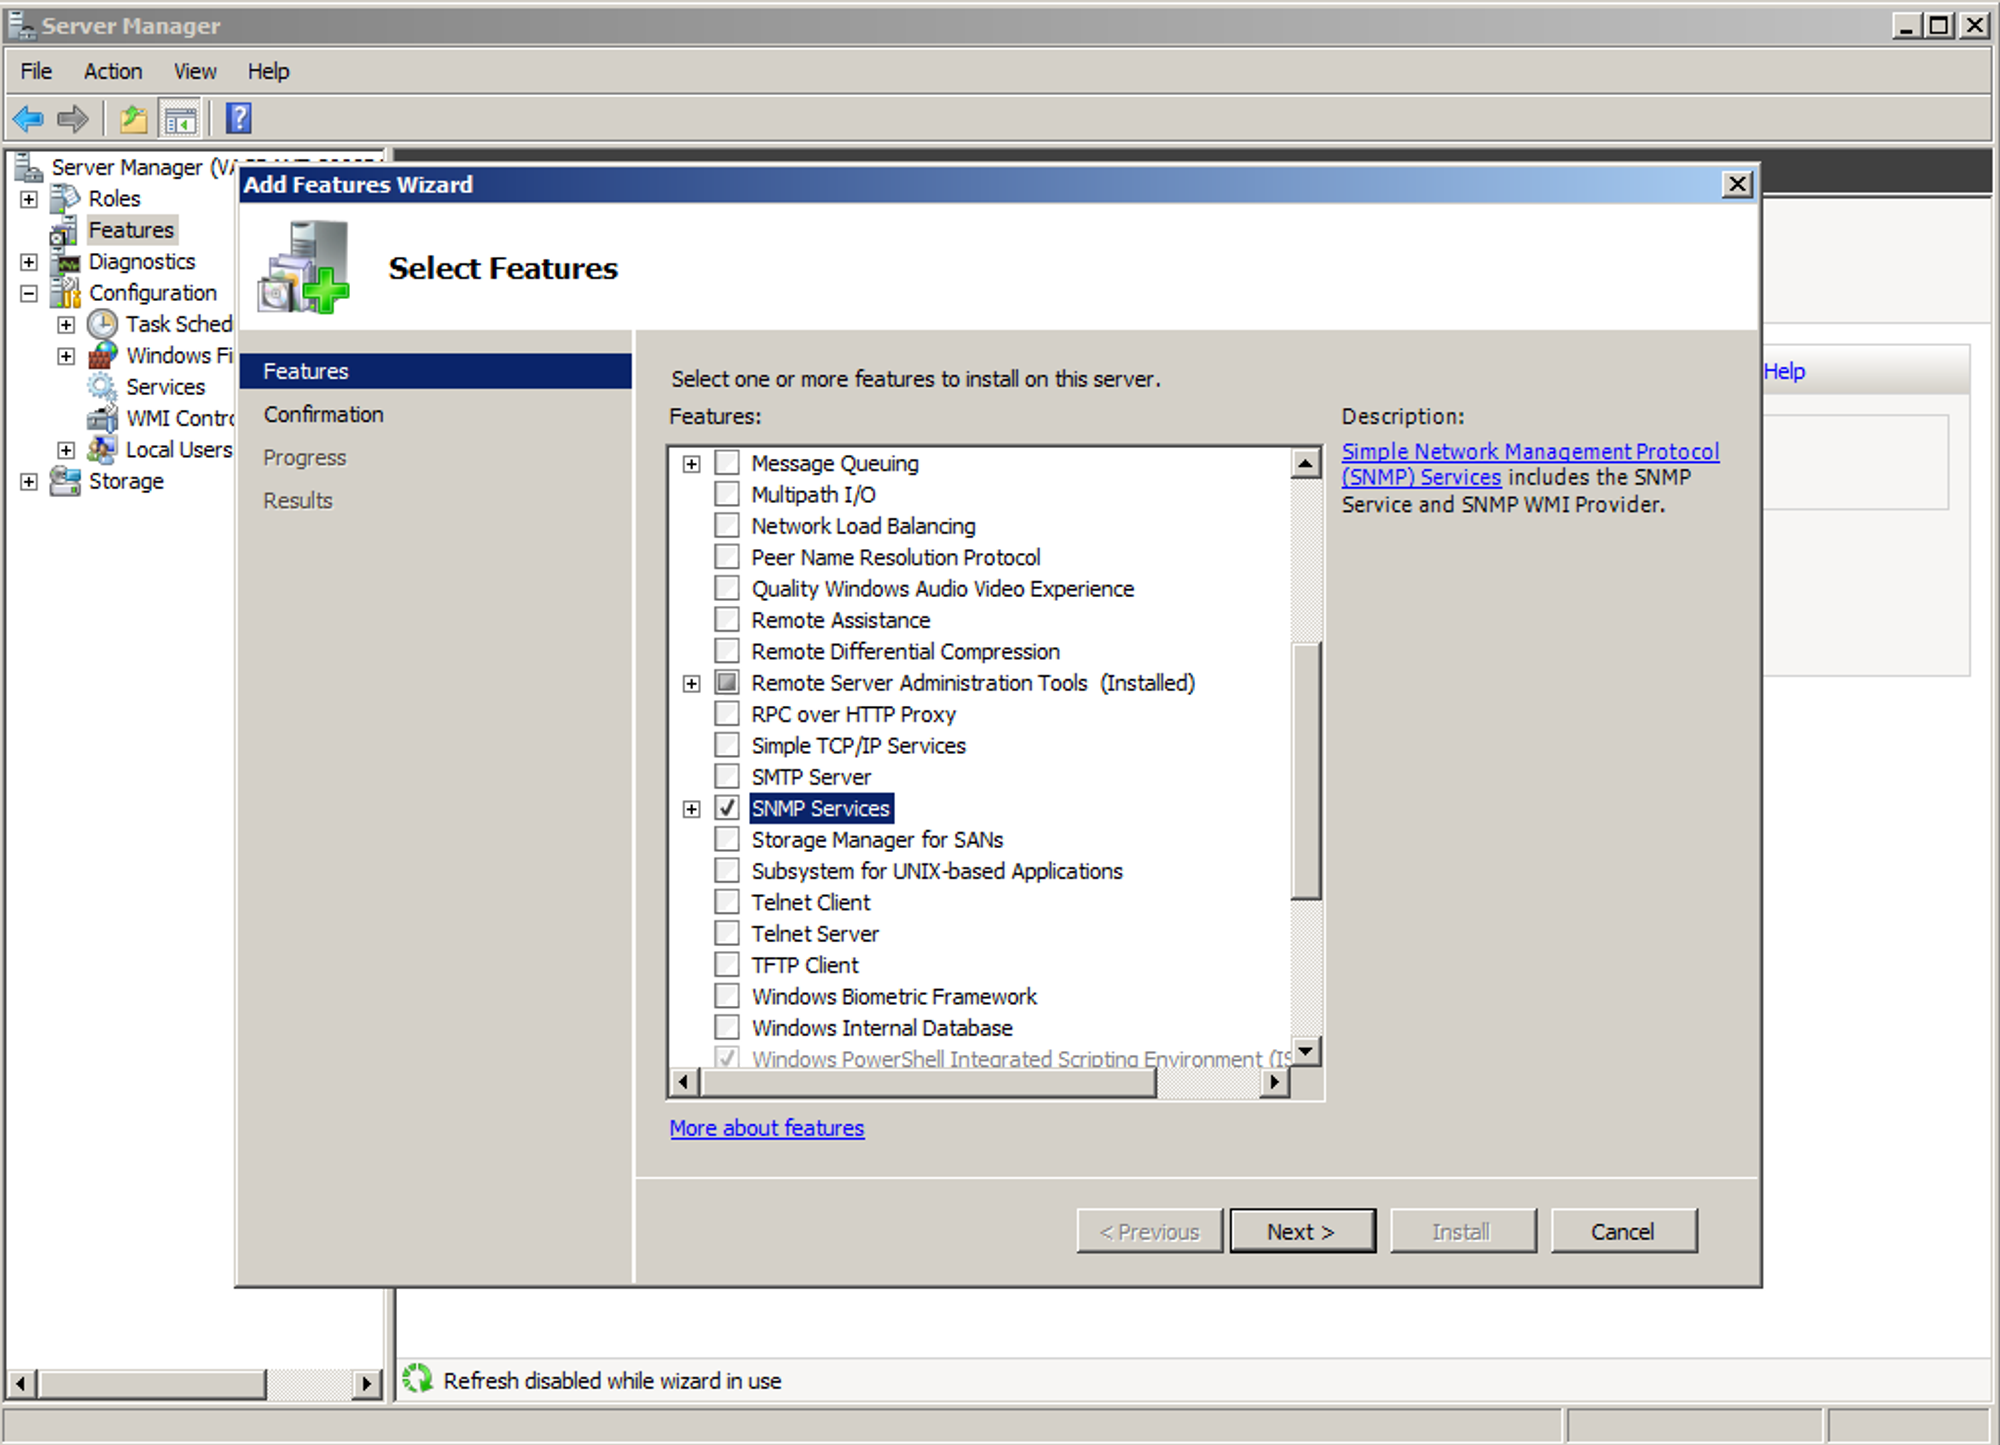 Server Manager
File Action View Help
Server Manager
Roles
Features
Diagnostics
Configuration
Task Sched
Windows Fi
Services
WMI Contro
Local Users
Storage
Add Features Wizard
Select Features
Features
Confirmation
Progress
Results
Select one or more features to install on this server.
Features:
Message Queuing
Multipath I/O
Network Load Balancing
Peer Name Resolution Protocol
Quality Windows Audio Video Experience
Remote Assistance
Remote Differential Compression
Remote Server Administration Tools (Installed)
RPC over HTTP Proxy
Simple TCP/IP Services
SMTP Server
SNMP Services
Storage Manager for SANs
Subsystem for UNIX-based Applications
Telnet Client
Telnet Server
TFTP Client
Windows Biometric Framework
Windows Internal Database
Windows PowerShell Integrated Scripting Environment (IS
More about features
Description:
Simple Network Management Protocol
(SNMP) Services includes the SNMP
Service and SNMP WMI Provider.
Help
< Previous
Next >
Install
Cancel
Refresh disabled while wizard in use